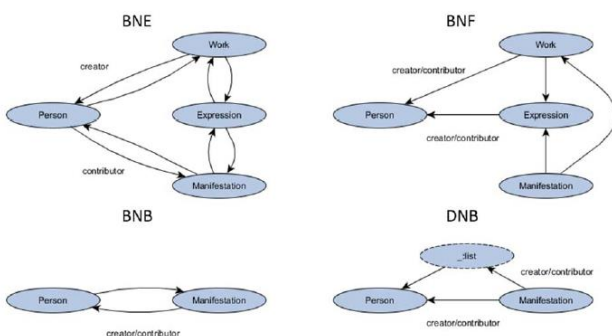 BNE
Work
creator
Person
Expression
contributor
Manifestation
BNF
Work
creator/contributor
Person
Expression
creator/contributor
Manifestation
BNB
Person
Manifestation
creator/contributor
DNB
_:list
creator/contributor
Person
Manifestation
creator/contributor